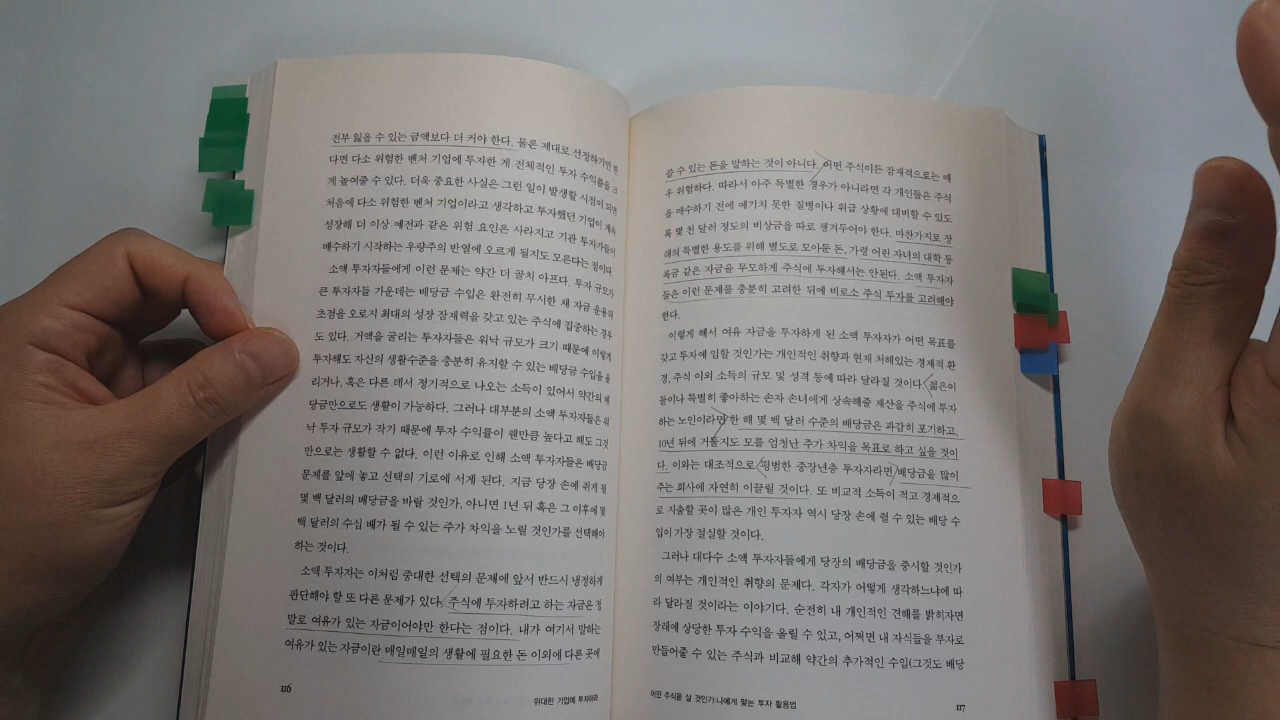 전부 잃을 수 있는 금액보다 더 커야 한다. 물론 제대로 선정하기만 한
다면 다소 위험한 벤처 기업에 투자한 게 전체적인 투자 수익률을 크
게 높여줄 수 있다. 더욱 중요한 사실은 그런 일이 발생할 시점이 되면
처음에 다소 위험한 벤처 기업이라고 생각하고 투자했던 기업이 계속
성장해 더 이상 예전과 같은 위험 요인은 사라지고 기관 투자가들이
매수하기 시작하는 우량주의 반열에 오르게 될지도 모른다는 점이다.
소액 투자자들에게 이런 문제는 약간 더 골치 아프다. 투자 규모가
큰 투자자들 가운데는 배당금 수입은 완전히 무시한 채 자금 운용의
초점을 오로지 최대의 성장 잠재력을 갖고 있는 주식에 집중하는 경우
도 있다. 거액을 굴리는 투자자들은 워낙 규모가 크기 때문에 이렇게
투자해도 자신의 생활수준을 충분히 유지할 수 있는 배당금 수입을 올
리거나, 혹은 다른 데서 정기적으로 나오는 소득이 있어서 약간의 배
당금만으로도 생활이 가능하다. 그러나 대부분의 소액 투자자들은 워
낙 투자 규모가 작기 때문에 투자 수익률이 웬만큼 높다고 해도 그것
만으로는 생활할 수 없다. 이런 이유로 인해 소액 투자자들은 배당금
문제를 앞에 놓고 선택의 기로에 서게 된다. 지금 당장 손에 쥐게 될
몇 백 달러의 배당금을 바랄 것인가, 아니면 1년 뒤 혹은 그 이후에 몇
백 달러의 수십 배가 될 수 있는 주가 차익을 노릴 것인가를 선택해야
하는 것이다.
소액 투자자는 이처럼 중대한 선택의 문제에 앞서 반드시 냉정하게
판단해야 할 또 다른 문제가 있다. 주식에 투자하려고 하는 자금은 정
말로 여유가 있는 자금이어야만 한다는 점이다. 내가 여기서 말하는
여유가 있는 자금이란 매일매일의 생활에 필요한 돈 이외에 다른 곳에
116
위대한 기업에 투자하라
쓸 수 있는 돈을 말하는 것이 아니다. 어떤 주식이든 잠재적으로는 매
우 위험하다. 따라서 아주 특별한 경우가 아니라면 각 개인들은 주식
을 매수하기 전에 예기치 못한 질병이나 위급 상황에 대비할 수 있도
록 몇 천 달러 정도의 비상금을 따로 챙겨두어야 한다. 마찬가지로 장
래의 특별한 용도를 위해 별도로 모아둔 돈, 가령 어린 자녀의 대학 등
록금 같은 자금을 무모하게 주식에 투자해서는 안된다. 소액 투자자
들은 이런 문제를 충분히 고려한 뒤에 비로소 주식 투자를 고려해야
한다.
이렇게 해서 여유 자금을 투자하게 된 소액 투자자가 어떤 목표를
갖고 투자에 임할 것인가는 개인적인 취향과 현재 처해있는 경제적 환
경, 주식 이외 소득의 규모 및 성격 등에 따라 달라질 것이다. 젊은이
들이나 특별히 좋아하는 손자 손녀에게 상속해줄 재산을 주식에 투자
하는 노인이라면 한 해 몇 백 달러 수준의 배당금은 과감히 포기하고,
10년 뒤에 거둘지도 모를 엄청난 주가 차익을 목표로 하고 싶을 것이
다. 이와는 대조적으로 평범한 중장년층 투자자라면 배당금을 많이
주는 회사에 자연히 이끌릴 것이다. 또 비교적 소득이 적고 경제적으
로 지출할 곳이 많은 개인 투자자 역시 당장 손에 쥘 수 있는 배당 수
입이 가장 절실할 것이다.
그러나 대다수 소액 투자자들에게 당장의 배당금을 중시할 것인가
의 여부는 개인적인 취향의 문제다. 각자가 어떻게 생각하느냐에 따
라 달라질 것이라는 이야기다. 순전히 내 개인적인 견해를 밝히자면
장래에 상당한 투자 수익을 올릴 수 있고, 어쩌면 내 자식들을 부자로
만들어줄 수 있는 주식과 비교해 약간의 추가적인 수입(그것도 배당
어떤 주식을 살 것인가:나에게 맞는 투자 활용법
117